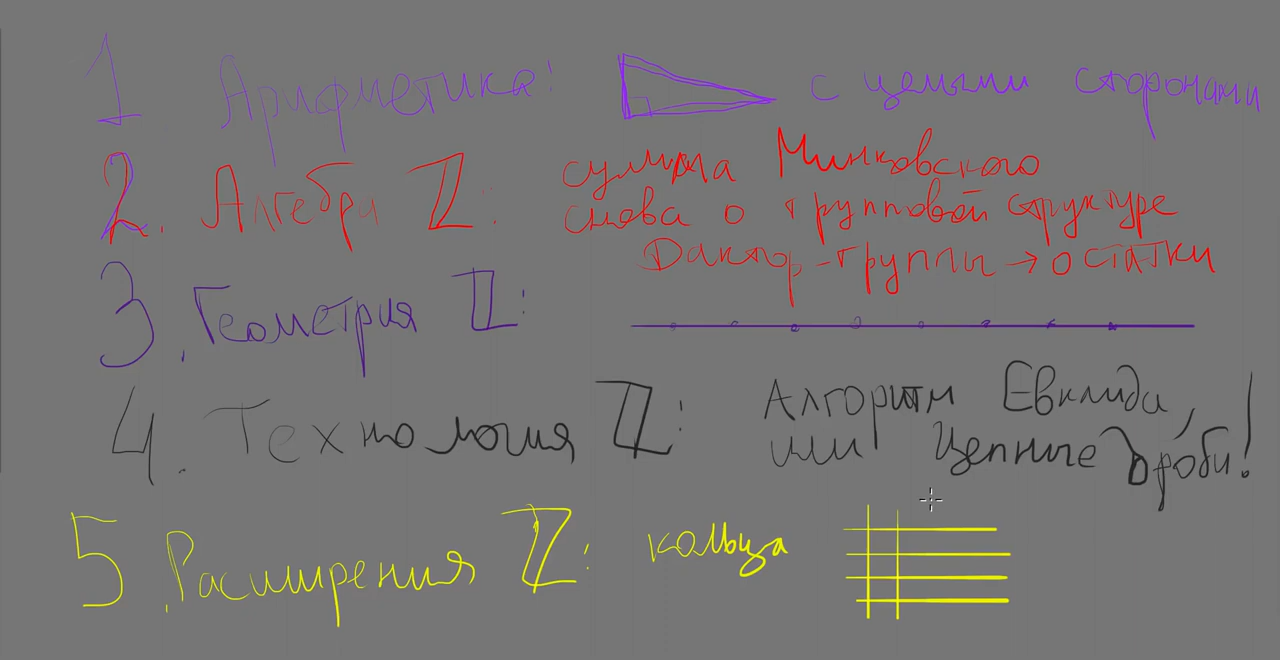 1 Арифметика: с целыми сторонами
2. Алгебра ℤ: сумма Минковского
снова о групповой структуре
Фактор-группы → остатки
3. Геометрия ℤ:
4. Технология ℤ: Алгоритм Евклида,
или Цепные дроби!
5. Расширения ℤ: кольца